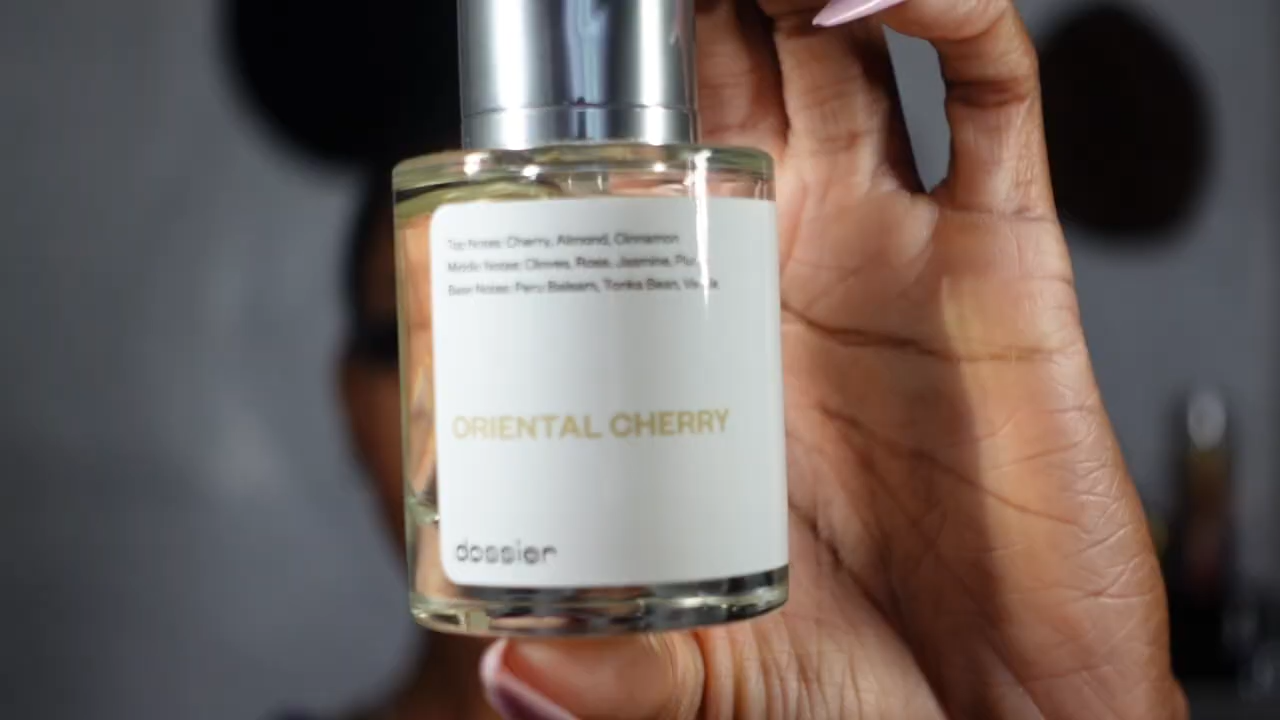 Top Notes: Cherry, Almond, Cinnamon
Middle Notes: Cloves, Rose, Jasmine,
Base Notes: Peru Balsam, Tonka Bean,
ORIENTAL CHERRY
dossier